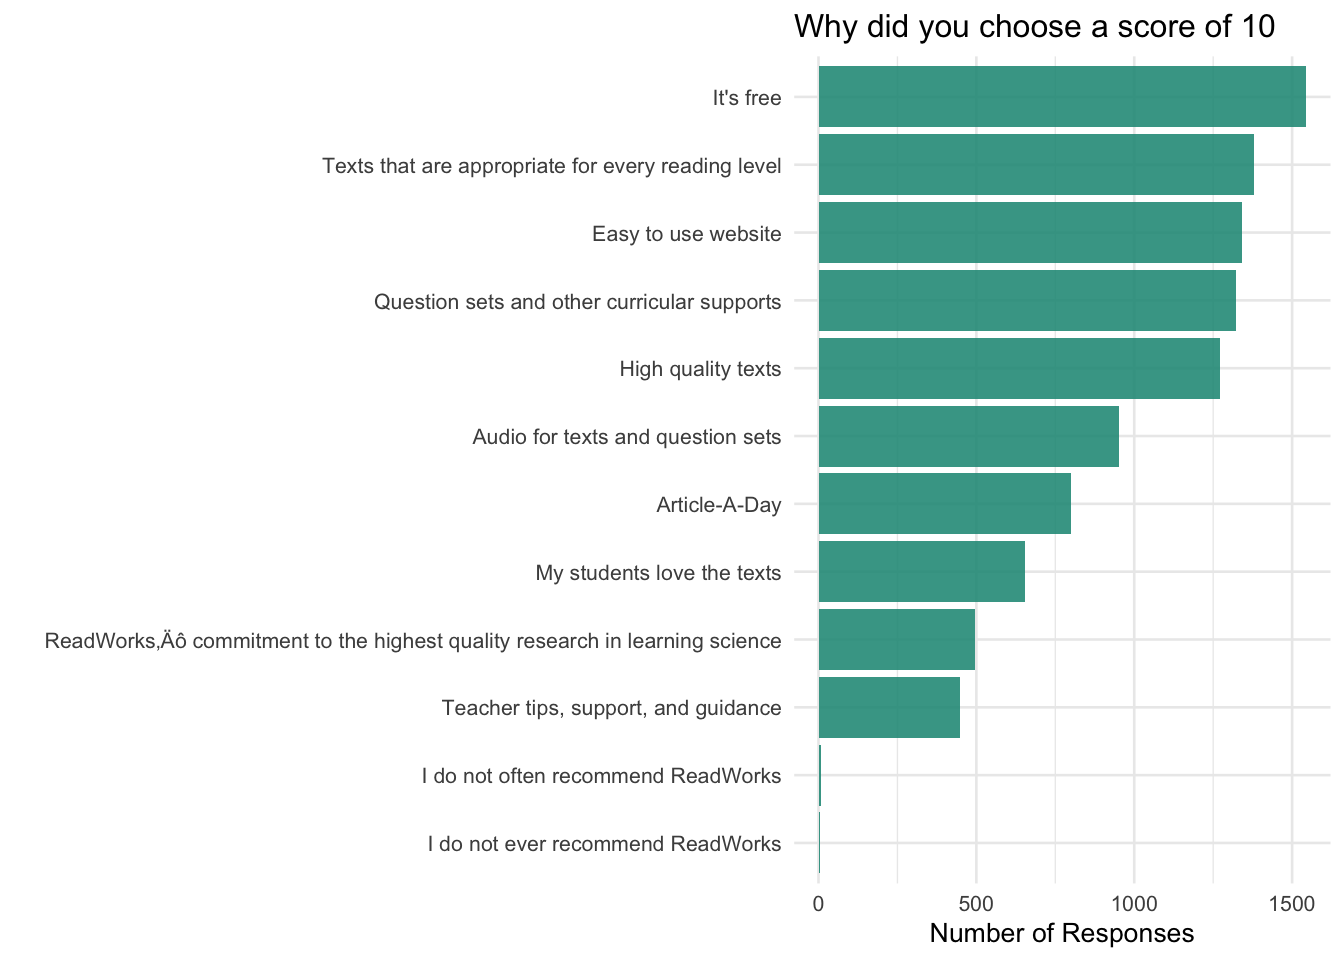 Why did you choose a score of 10
It's free
Texts that are appropriate for every reading level
Easy to use website
Question sets and other curricular supports
High quality texts
Audio for texts and question sets
Article-A-Day
My students love the texts
ReadWorks‚Äô commitment to the highest quality research in learning science
Teacher tips, support, and guidance
I do not often recommend ReadWorks
I do not ever recommend ReadWorks
0 500 1000 1500
Number of Responses